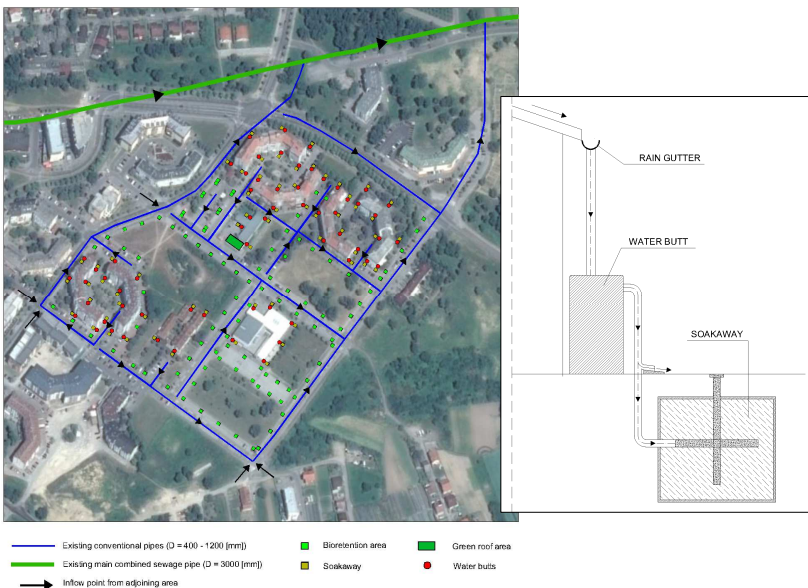 RAIN GUTTER
WATER BUTT
SOAKAWAY
Existing conventional pipes (D = 400 - 1200 [mm])
Existing main combined sewage pipe (D = 3000 [mm])
Inflow point from adjoining area
Bioretention area
Soakaway
Green roof area
Water butts